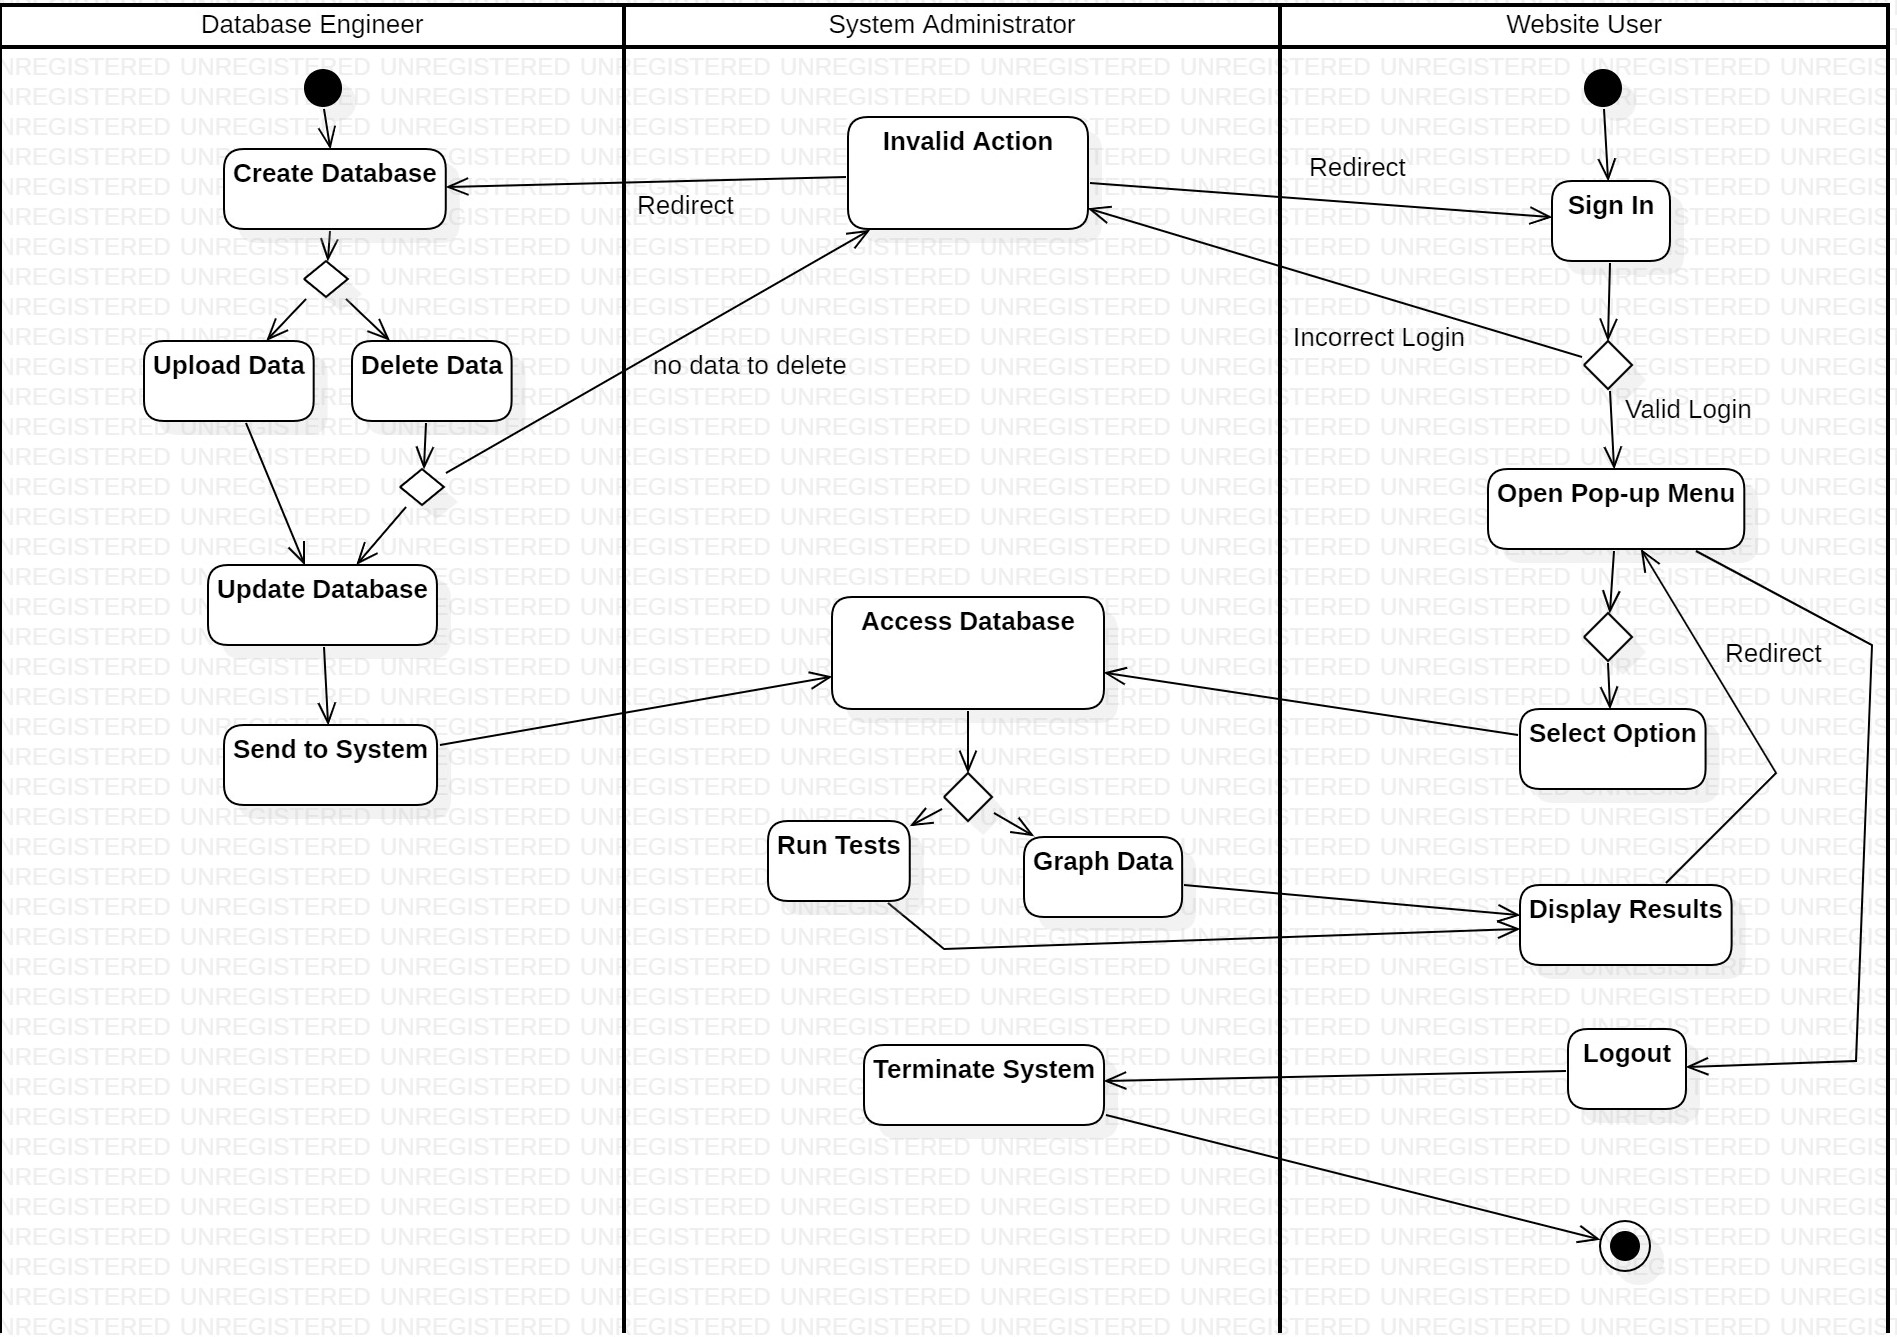 Database Engineer
System Administrator
Website User
Create Database
Invalid Action
Redirect
Redirect
Sign In
Upload Data
Delete Data
no data to delete
Incorrect Login
Valid Login
Open Pop-up Menu
Update Database
Access Database
Redirect
Send to System
Select Option
Run Tests
Graph Data
Display Results
Terminate System
Logout
UNREGISTERED